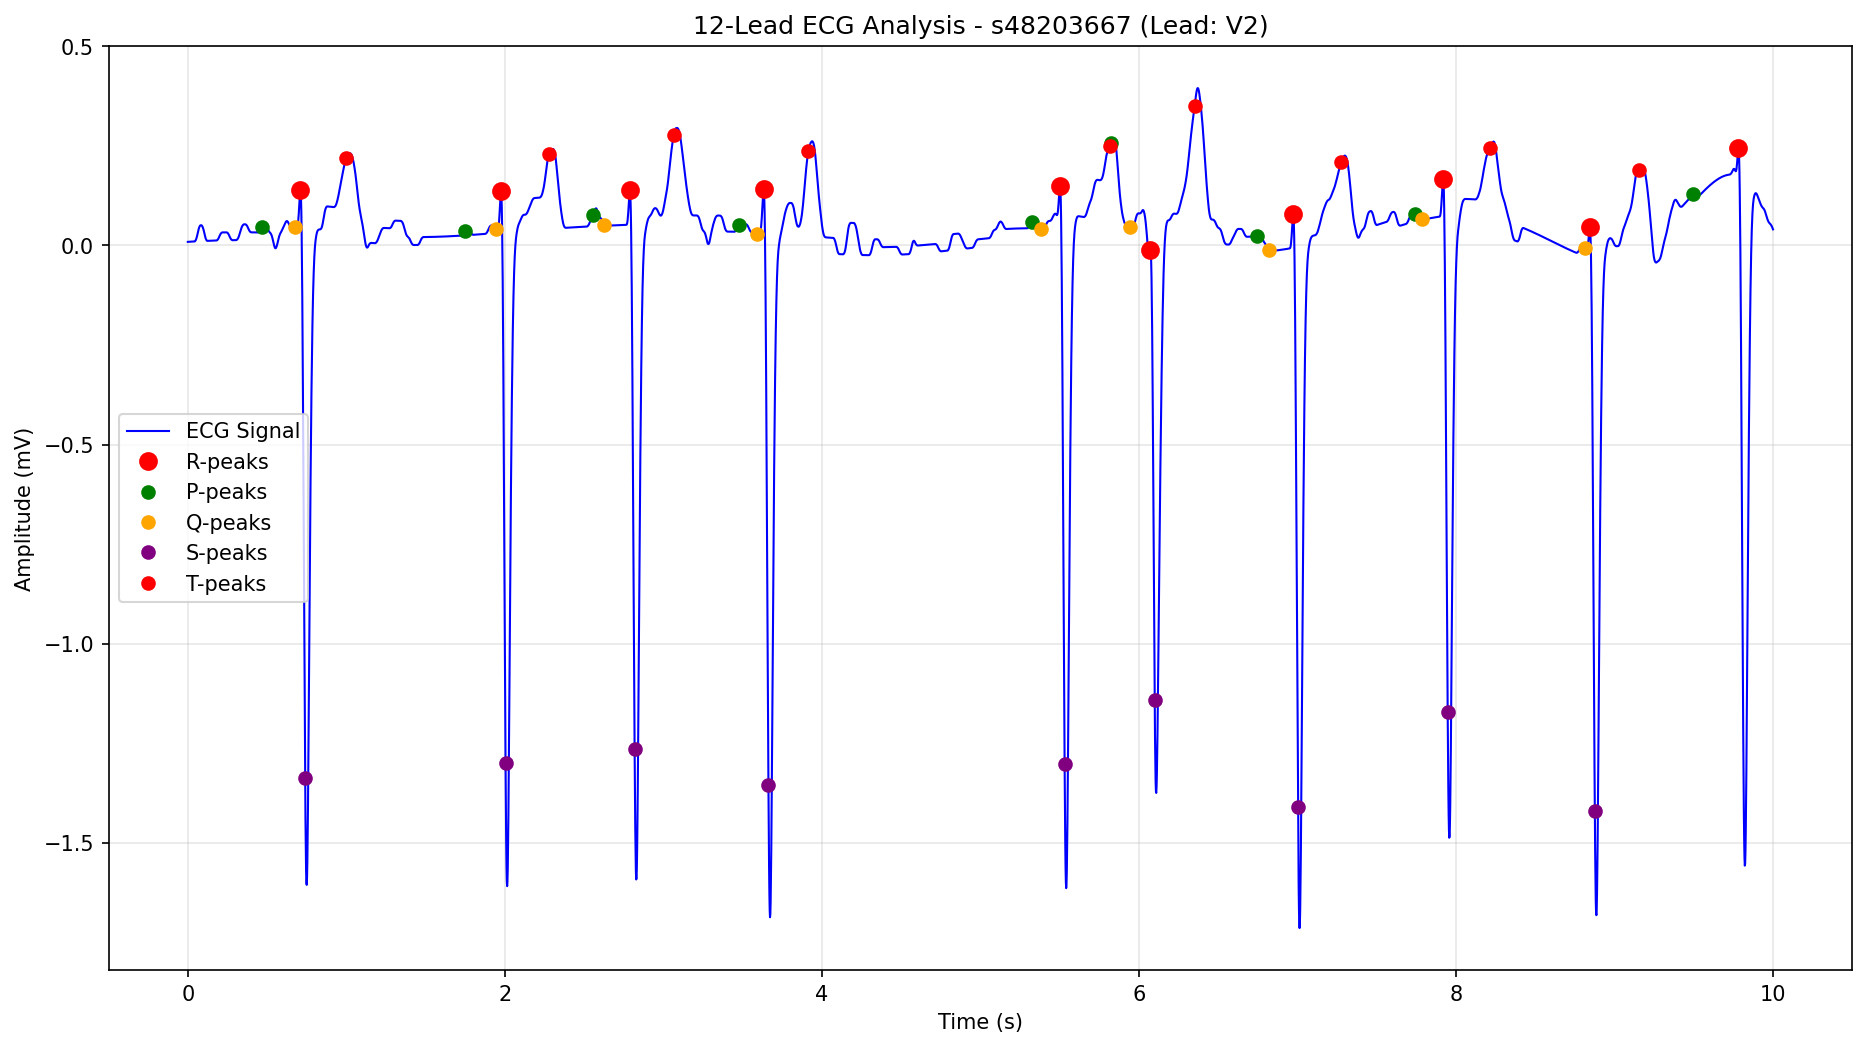 12-Lead ECG Analysis - s48203667 (Lead: V2)
Amplitude (mV)
0.5
0.0
−0.5
−1.0
−1.5
ECG Signal
R-peaks
P-peaks
Q-peaks
S-peaks
T-peaks
0 2 4 6 8 10
Time (s)